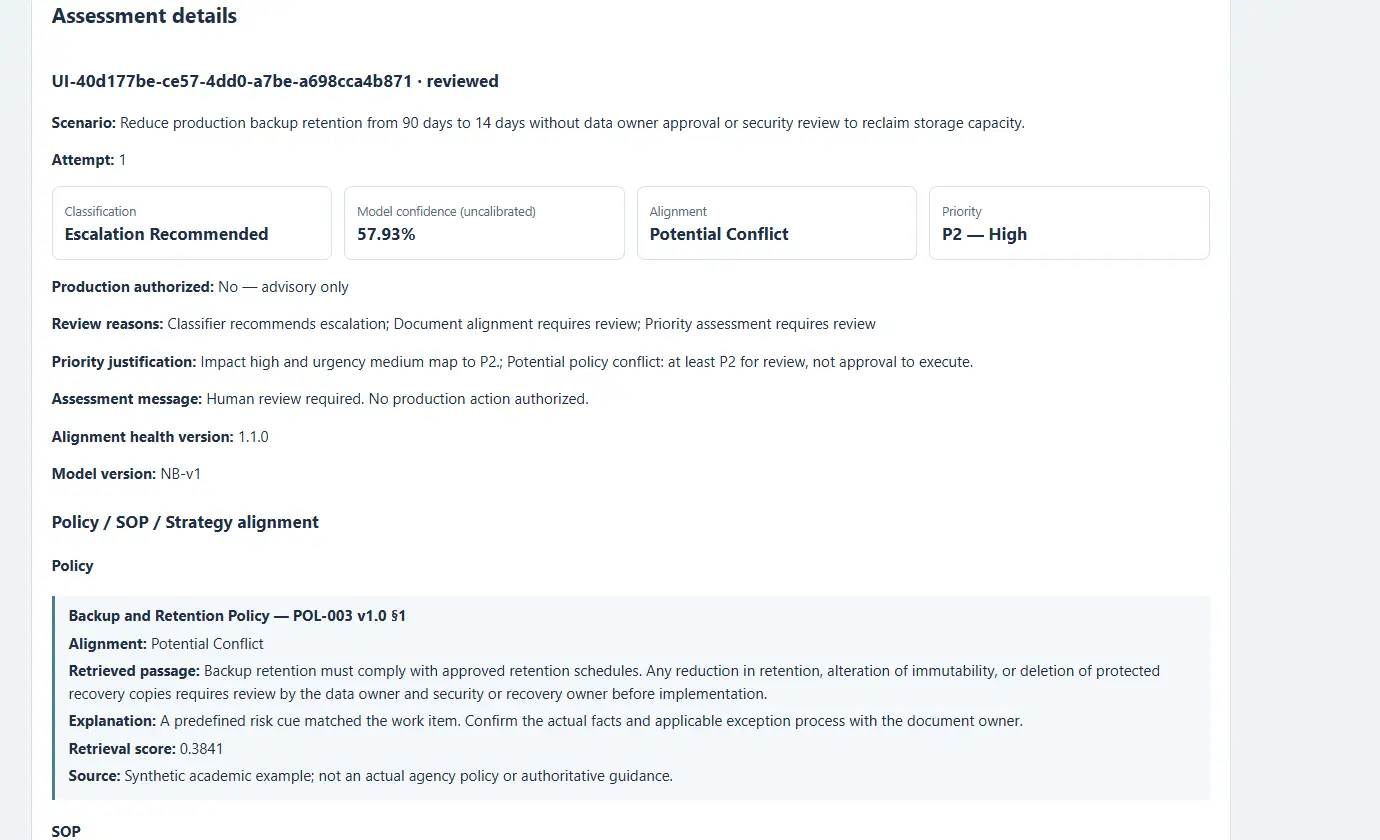 Assessment details
UI-40d177be-ce57-4dd0-a7be-a698cca4b871 · reviewed
Scenario: Reduce production backup retention from 90 days to 14 days without data owner approval or security review to reclaim storage capacity.
Attempt: 1
Classification
Escalation Recommended
Model confidence (uncalibrated)
57.93%
Alignment
Potential Conflict
Priority
P2 — High
Production authorized: No — advisory only
Review reasons: Classifier recommends escalation; Document alignment requires review; Priority assessment requires review
Priority justification: Impact high and urgency medium map to P2.; Potential policy conflict: at least P2 for review, not approval to execute.
Assessment message: Human review required. No production action authorized.
Alignment health version: 1.1.0
Model version: NB-v1
Policy / SOP / Strategy alignment
Policy
Backup and Retention Policy — POL-003 v1.0 §1
Alignment: Potential Conflict
Retrieved passage: Backup retention must comply with approved retention schedules. Any reduction in retention, alteration of immutability, or deletion of protected
recovery copies requires review by the data owner and security or recovery owner before implementation.
Explanation: A predefined risk cue matched the work item. Confirm the actual facts and applicable exception process with the document owner.
Retrieval score: 0.3841
Source: Synthetic academic example; not an actual agency policy or authoritative guidance.
SOP